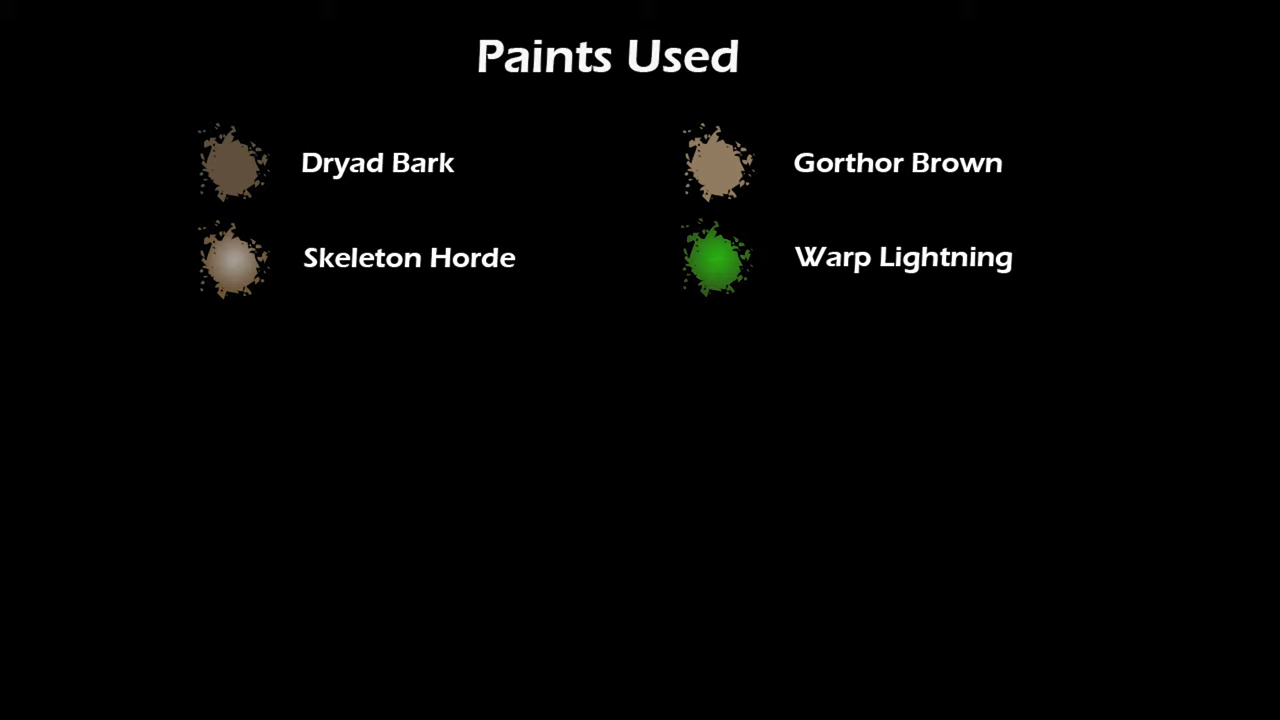 Paints Used
Dryad Bark
Gorthor Brown
Skeleton Horde
Warp Lightning